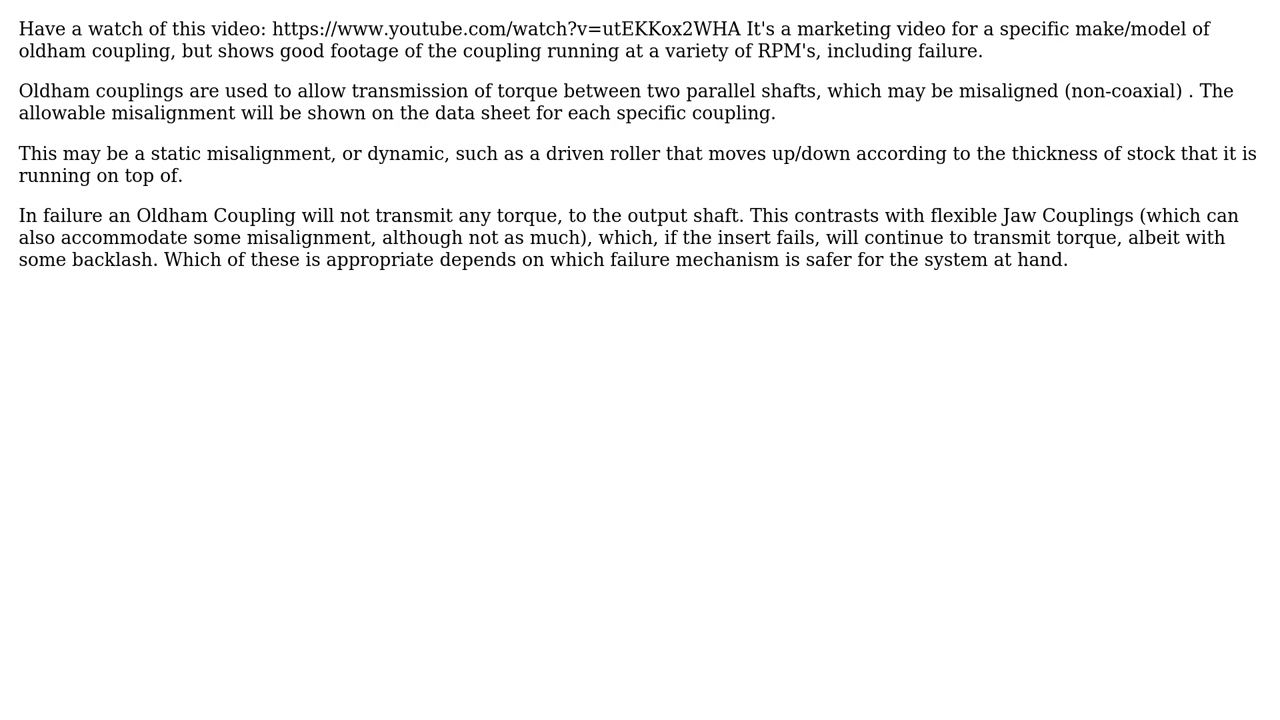 Have a watch of this video: https://www.youtube.com/watch?v=utEKKox2WHA It's a marketing video for a specific make/model of
oldham coupling, but shows good footage of the coupling running at a variety of RPM's, including failure.
Oldham couplings are used to allow transmission of torque between two parallel shafts, which may be misaligned (non-coaxial) . The
allowable misalignment will be shown on the data sheet for each specific coupling.
This may be a static misalignment, or dynamic, such as a driven roller that moves up/down according to the thickness of stock that it is
running on top of.
In failure an Oldham Coupling will not transmit any torque, to the output shaft. This contrasts with flexible Jaw Couplings (which can
also accommodate some misalignment, although not as much), which, if the insert fails, will continue to transmit torque, albeit with
some backlash. Which of these is appropriate depends on which failure mechanism is safer for the system at hand.